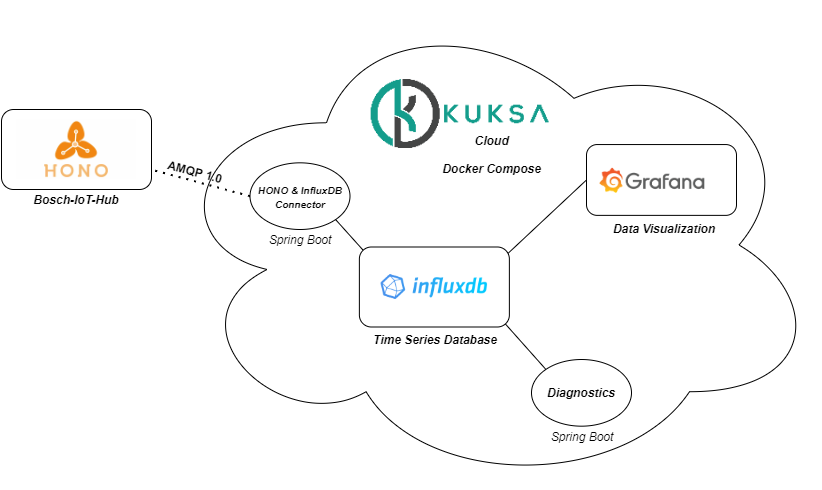 KUKSA
Cloud
Docker Compose
HONO
Bosch-IoT-Hub
AMQP 1.0
HONO & InfluxDB
Connector
Spring Boot
Grafana
Data Visualization
influxdb
Time Series Database
Diagnostics
Spring Boot